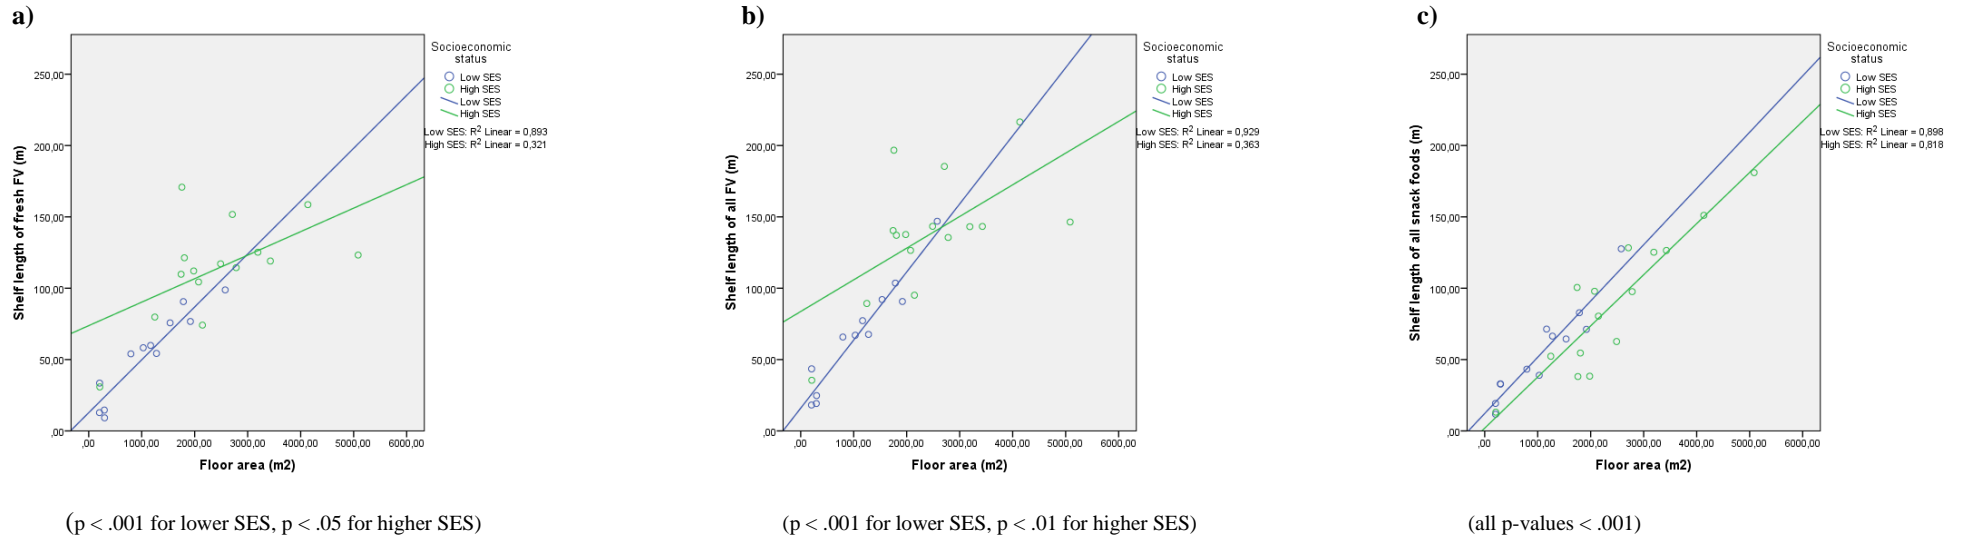 a)
Shelf length of fresh FV (m)
250,00
200,00
150,00
100,00
50,00
,00
,00 1000,00 2000,00 3000,00 4000,00 5000,00 6000,00
Floor area (m2)
Socioeconomic
status
Low SES
High SES
Low SES
High SES
Low SES: R2 Linear = 0,893
High SES: R2 Linear = 0,321
(p < .001 for lower SES, p < .05 for higher SES)
b)
Shelf length of all FV (m)
250,00
200,00
150,00
100,00
50,00
,00
,00 1000,00 2000,00 3000,00 4000,00 5000,00 6000,00
Floor area (m2)
Socioeconomic
status
Low SES
High SES
Low SES
High SES
Low SES: R2 Linear = 0,929
High SES: R2 Linear = 0,363
(p < .001 for lower SES, p < .01 for higher SES)
c)
Shelf length of all snack foods (m)
250,00
200,00
150,00
100,00
50,00
,00
,00 1000,00 2000,00 3000,00 4000,00 5000,00 6000,00
Floor area (m2)
Socioeconomic
status
Low SES
High SES
Low SES
High SES
Low SES: R2 Linear = 0,898
High SES: R2 Linear = 0,818
(all p-values < .001)